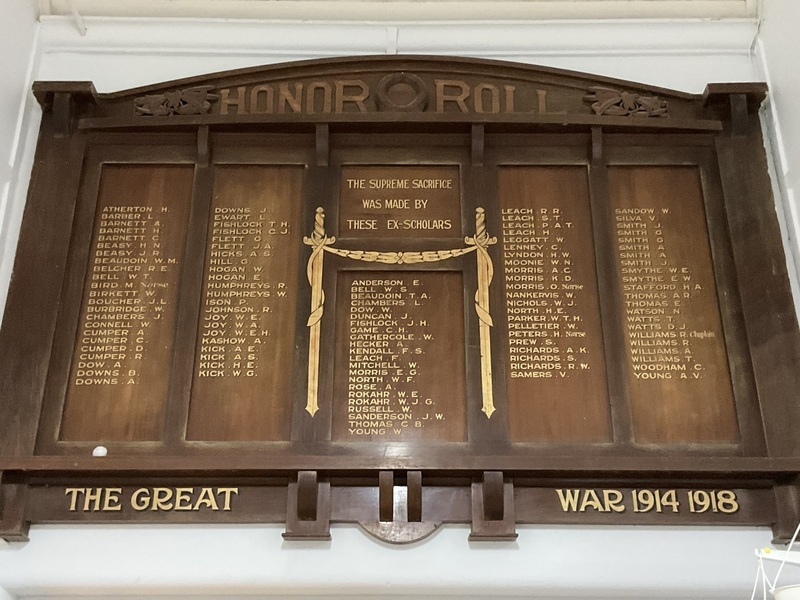 HONOR ROLL
ATHERTON H.
BARBER L.
BARNETT A.
BARNETT H.
BARNETT C.
BEASY H.N.
BEASY J.R.
BEAUDOIN W.M.
BELCHER R.E.
BELL W.T.
BIRD M. Nurse
BIRKETT W.
BOUCHER J.L.
BURBRIDGE W.
CHAMBERS J.
CONNELL W.
CUMPER A.
CUMPER C.
CUMPER D.
CUMPER R.
DOW A.
DOWNS B.
DOWNS A.
DOWNS J.
EWART L.
FISHLOCK T.H.
FISHLOCK C.J.
FLETT G.
FLETT J.A.
HICKS A.S.
HILL G.
HOGAN W.
HOGAN E.
HUMPHREYS R.
HUMPHREYS W.
ISON P.
JOHNSON R.
JOY W.E.
JOY W.A.
JOY W.E.H.
KASHOW A.
KICK A.E.
KICK A.S.
KICK H.E.
KICK W.G.
THE SUPREME SACRIFICE
WAS MADE BY
THESE EX-SCHOLARS
ANDERSON E.
BELL W.S.
BEAUDOIN T.A.
CHAMBERS L.
DOW W.
DUNCAN J.
FISHLOCK J.H.
GAME C.H.
GATHERCOLE W.
HECKER A.
KENDALL F.S.
LEACH F.
MITCHELL W.
MORRIS E.G.
NORTH W.F.
ROSE A.
ROKAHR W.E.
ROKAHR W.J.G.
RUSSELL W.
SANDERSON J.W.
THOMAS C.B.
YOUNG W.
LEACH R.R.
LEACH S.T.
LEACH P.A.T.
LEACH H.
LEGGATT W.
LENNEY C.
LYNDON H.W.
MOONIE W.H.
MORRIS A.C.
MORRIS K.D.
MORRIS O. Nurse
NANKERVIS W.
NICHOLS W.J.
NORTH H.E.
PARKER W.T.H.
PELLETIER W.
PETERS H. Nurse
PREW S.
RICHARDS A.K.
RICHARDS S.
RICHARDS R.W.
SAMERS V.
SANDOW W.
SILVA V.
SMITH J.
SMITH G.
SMITH G.
SMITH A.
SMITH A.
SMITH J.
SMYTHE W.E.
SMYTHE E.W.
STAFFORD H.A.
THOMAS A.R.
THOMAS E.
WATSON N.
WATTS T.
WATTS D.J.
WILLIAMS R. Chaplain
WILLIAMS R.
WILLIAMS A.
WILLIAMS T.
WOODHAM C.
YOUNG A.V.
THE GREAT WAR 1914 1918